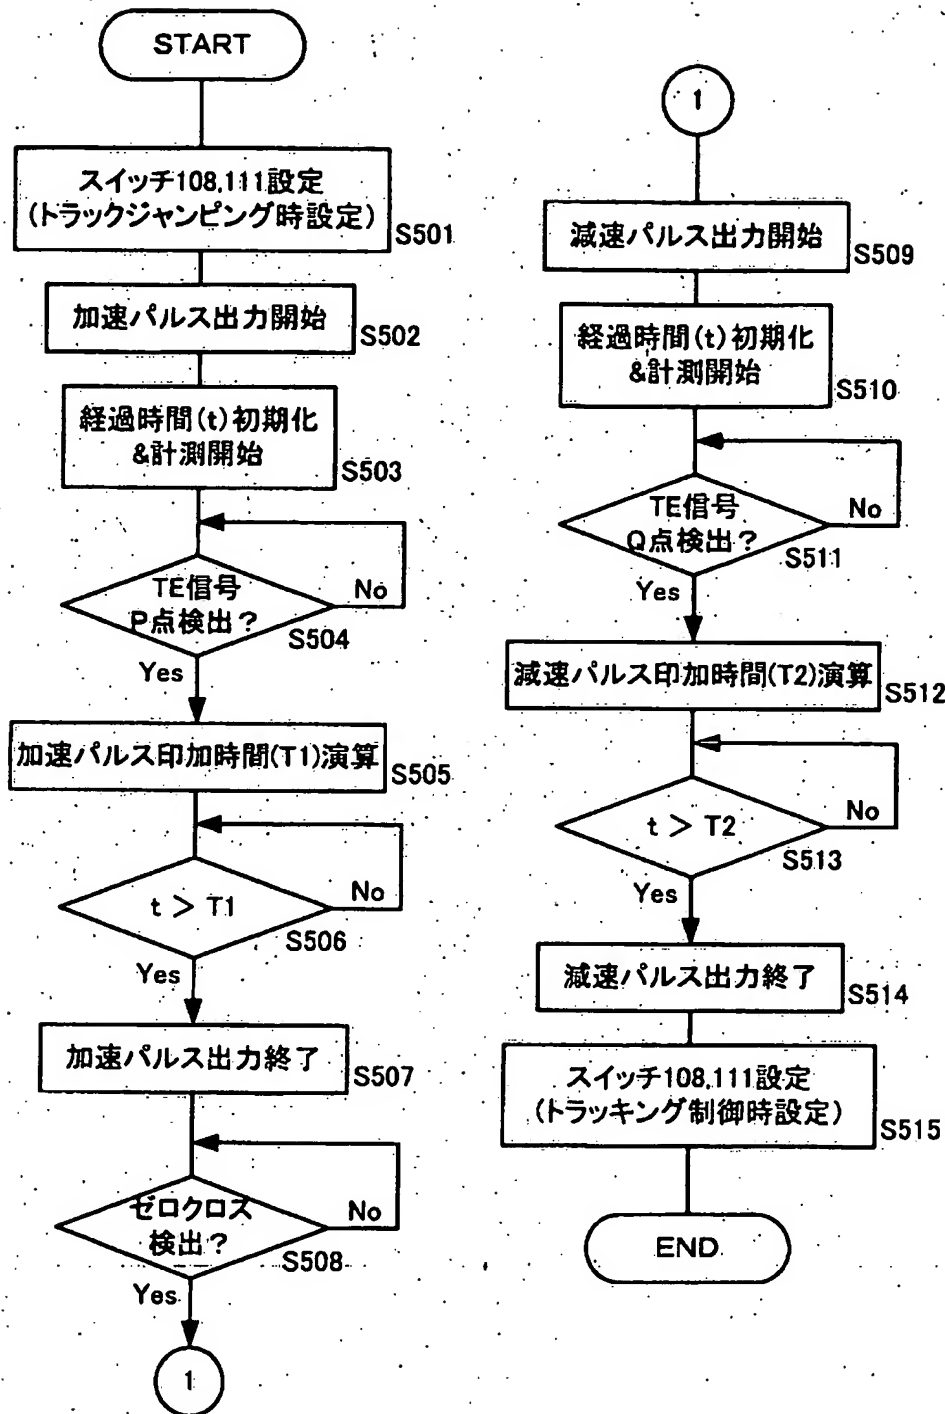 START
スイッチ108,111設定
(トラックジャンピング時設定)
S501
加速パルス出力開始
S502
経過時間(t)初期化
&計測開始
S503
TE信号
P点検出?
No
S504
Yes
加速パルス印加時間(T1)演算
S505
t > T1
No
S506
Yes
加速パルス出力終了
S507
ゼロクロス
検出?
No
S508
Yes
1
1
減速パルス出力開始
S509
経過時間(t)初期化
&計測開始
S510
TE信号
Q点検出?
No
S511
Yes
減速パルス印加時間(T2)演算
S512
t > T2
No
S513
Yes
減速パルス出力終了
S514
スイッチ108,111設定
(トラッキング制御時設定)
S515
END